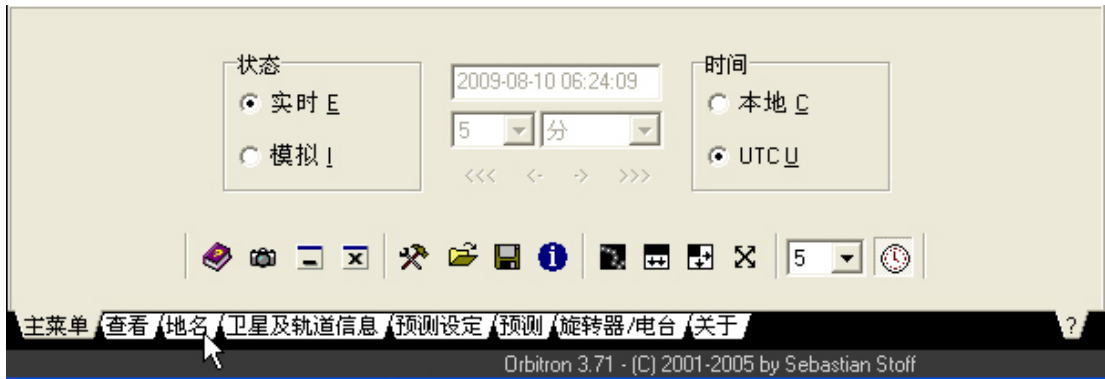 状态
实时 E
模拟 I
2009-08-10 06:24:09
5 分
<<< <- -> >>>
时间
本地 C
UTC U
5
主菜单 查看 地名 卫星及轨道信息 预测设定 预测 旋转器/电台 关于 ?
Orbitron 3.71 - (C) 2001-2005 by Sebastian Stoff